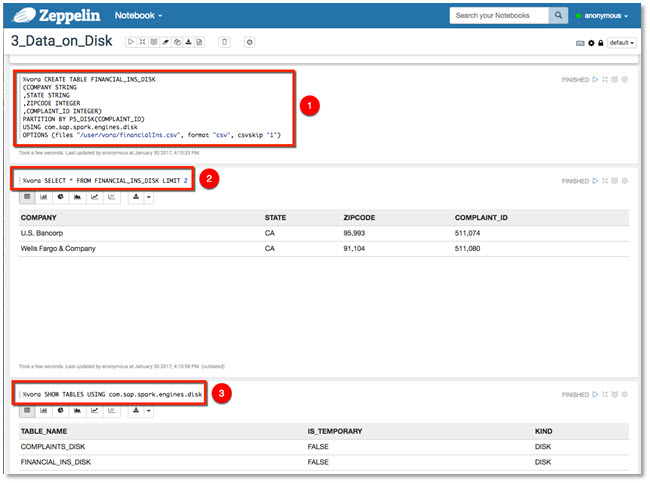 Zeppelin Notebook Search your Notebooks anonymous
3_Data_on_Disk default
%vora CREATE TABLE FINANCIAL_INS_DISK FINISHED
(COMPANY STRING
,STATE STRING
,ZIPCODE INTEGER
,COMPLAINT_ID INTEGER)
PARTITION BY PS_DISK(COMPLAINT_ID)
USING com.sap.spark.engines.disk
OPTIONS (files "/user/vora/financialIns.csv", format "csv", csvskip "1")
1
Took a few seconds. Last updated by anonymous at January 30 2017, 4:10:33 PM.
%vora SELECT * FROM FINANCIAL_INS_DISK LIMIT 2 FINISHED
2
COMPANY STATE ZIPCODE COMPLAINT_ID
U.S. Bancorp CA 95,993 511,074
Wells Fargo & Company CA 91,104 511,080
Took a few seconds. Last updated by anonymous at January 30 2017, 4:10:58 PM. (outdated)
%vora SHOW TABLES USING com.sap.spark.engines.disk FINISHED
3
TABLE_NAME IS_TEMPORARY KIND
COMPLAINTS_DISK FALSE DISK
FINANCIAL_INS_DISK FALSE DISK